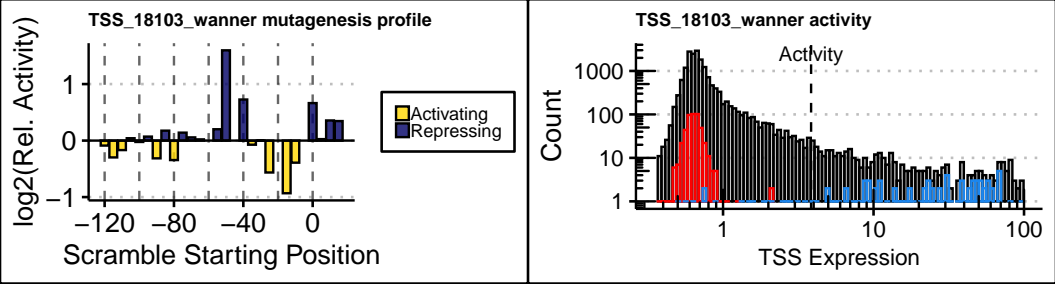 TSS_18103_wanner mutagenesis profile
log2(Rel. Activity)
1
0
−1
−120 −80 −40 0
Scramble Starting Position
Activating
Repressing
TSS_18103_wanner activity
Activity
Count
1000
100
10
1
1 10 100
TSS Expression